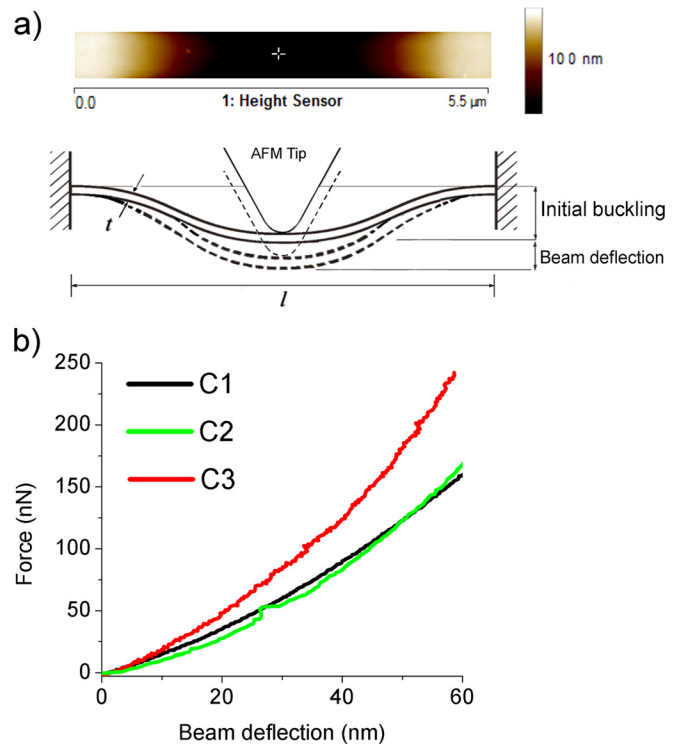 a)
100 nm
0.0 1: Height Sensor 5.5 µm
AFM Tip
Initial buckling
t
Beam deflection
l
b)
250
200
150
100
50
0
C1
C2
C3
Force (nN)
0 20 40 60
Beam deflection (nm)